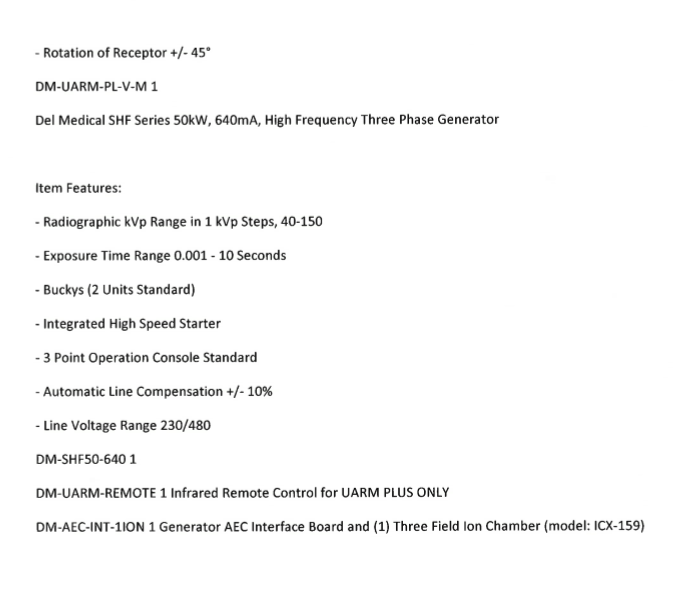 - Rotation of Receptor +/- 45°
DM-UARM-PL-V-M 1
Del Medical SHF Series 50kW, 640mA, High Frequency Three Phase Generator
Item Features:
- Radiographic kVp Range in 1 kVp Steps, 40-150
- Exposure Time Range 0.001 - 10 Seconds
- Buckys (2 Units Standard)
- Integrated High Speed Starter
- 3 Point Operation Console Standard
- Automatic Line Compensation +/- 10%
- Line Voltage Range 230/480
DM-SHF50-640 1
DM-UARM-REMOTE 1 Infrared Remote Control for UARM PLUS ONLY
DM-AEC-INT-1ION 1 Generator AEC Interface Board and (1) Three Field Ion Chamber (model: ICX-159)